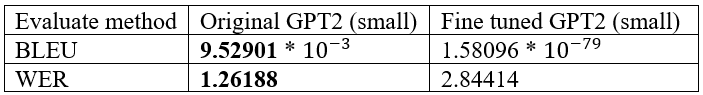 Evaluate method Original GPT2 (small) Fine tuned GPT2 (small)
BLEU 9.52901 * 10⁻³ 1.58096 * 10⁻⁷⁹
WER 1.26188 2.84414